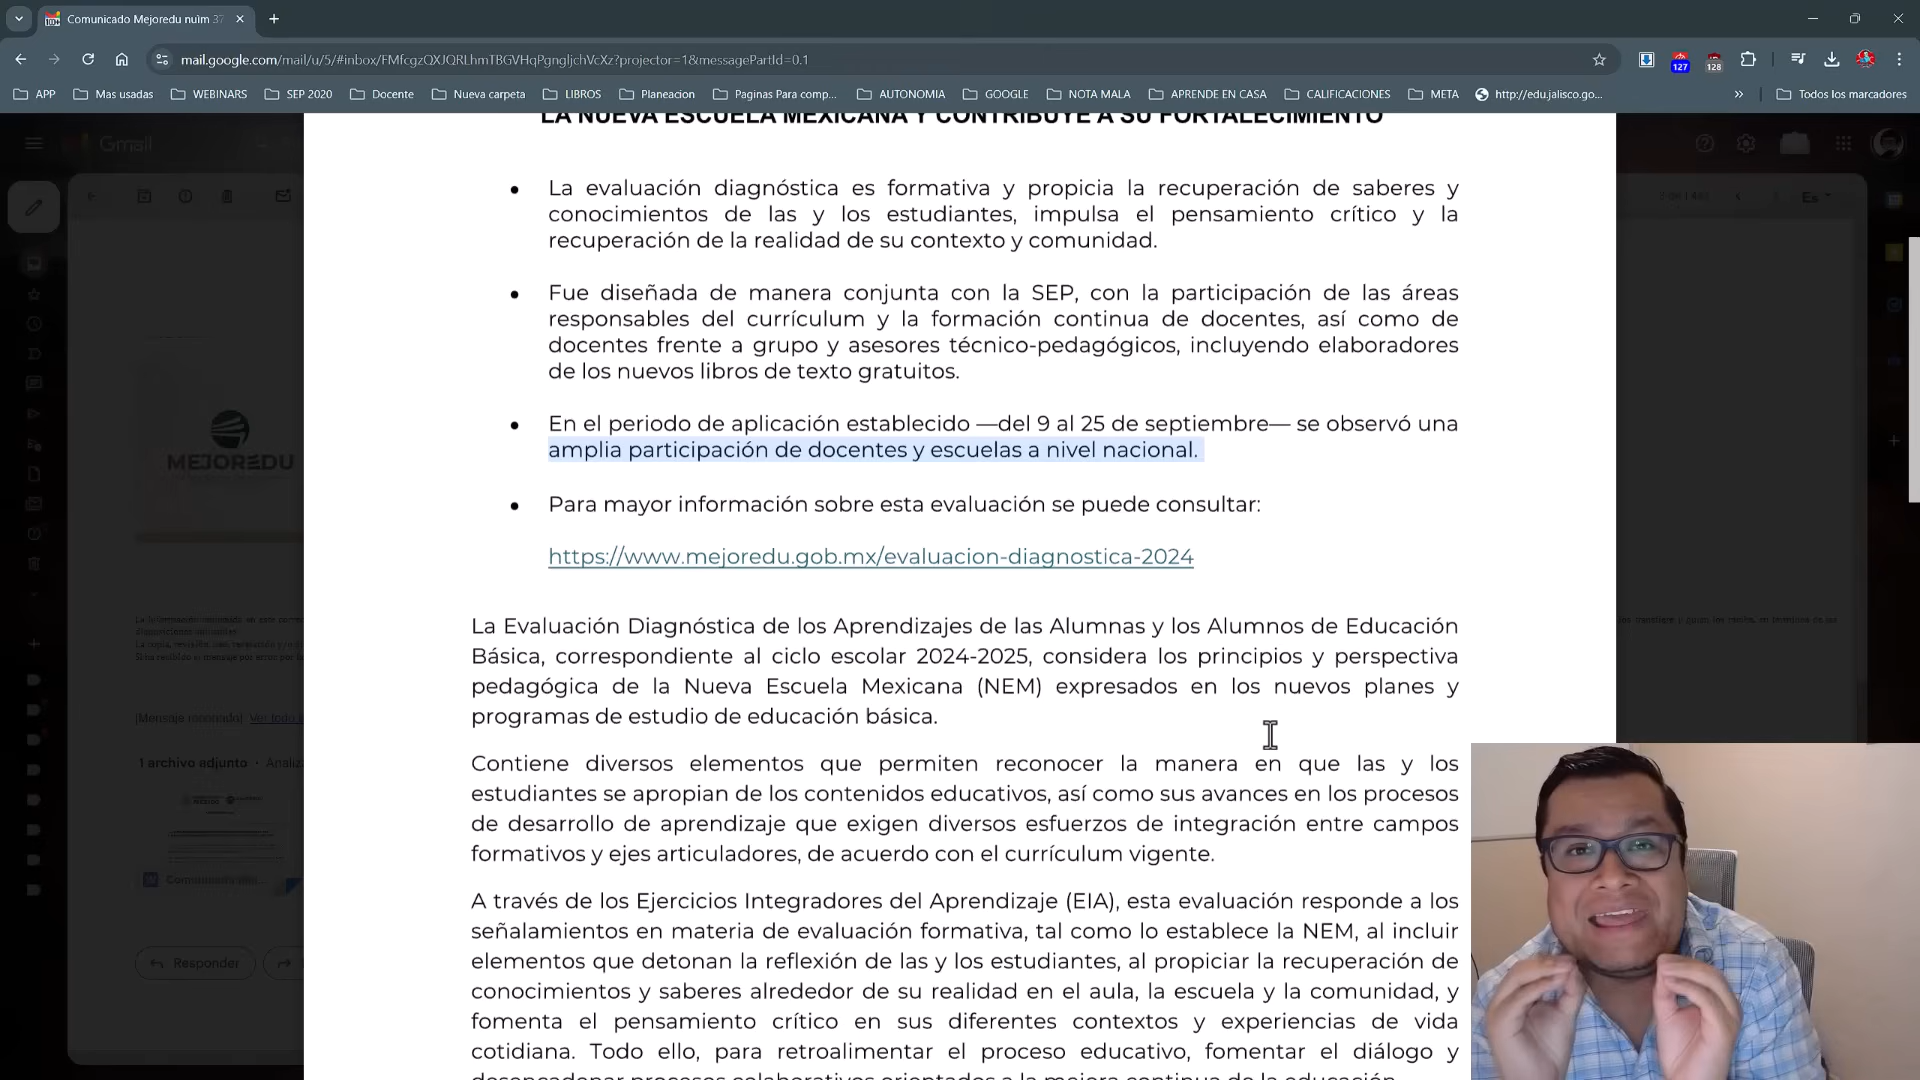 Comunicado Mejoredu nuìm 37
mail.google.com/mail/u/5/#inbox/FMfcgzQXJQRLhmTBGVHqPgngljchVcXz?projector=1&messagePartId=0.1
127
128
APP
Mas usadas
WEBINARS
SEP 2020
Docente
Nueva carpeta
LIBROS
Planeacion
Paginas Para comp...
AUTONOMIA
GOOGLE
NOTA MALA
APRENDE EN CASA
CALIFICACIONES
META
http://edu.jalisco.go...
»
Todos los marcadores
Gmail
LA NUEVA ESCUELA MEXICANA Y CONTRIBUYE A SU FORTALECIMIENTO
• La evaluación diagnóstica es formativa y propicia la recuperación de saberes y
conocimientos de las y los estudiantes, impulsa el pensamiento crítico y la
recuperación de la realidad de su contexto y comunidad.
• Fue diseñada de manera conjunta con la SEP, con la participación de las áreas
responsables del currículum y la formación continua de docentes, así como de
docentes frente a grupo y asesores técnico-pedagógicos, incluyendo elaboradores
de los nuevos libros de texto gratuitos.
• En el periodo de aplicación establecido —del 9 al 25 de septiembre— se observó una
amplia participación de docentes y escuelas a nivel nacional.
• Para mayor información sobre esta evaluación se puede consultar:
https://www.mejoredu.gob.mx/evaluacion-diagnostica-2024
La Evaluación Diagnóstica de los Aprendizajes de las Alumnas y los Alumnos de Educación
Básica, correspondiente al ciclo escolar 2024-2025, considera los principios y perspectiva
pedagógica de la Nueva Escuela Mexicana (NEM) expresados en los nuevos planes y
programas de estudio de educación básica.
Contiene diversos elementos que permiten reconocer la manera en que las y los
estudiantes se apropian de los contenidos educativos, así como sus avances en los procesos
de desarrollo de aprendizaje que exigen diversos esfuerzos de integración entre campos
formativos y ejes articuladores, de acuerdo con el currículum vigente.
A través de los Ejercicios Integradores del Aprendizaje (EIA), esta evaluación responde a los
señalamientos en materia de evaluación formativa, tal como lo establece la NEM, al incluir
elementos que detonan la reflexión de las y los estudiantes, al propiciar la recuperación de
conocimientos y saberes alrededor de su realidad en el aula, la escuela y la comunidad, y
fomenta el pensamiento crítico en sus diferentes contextos y experiencias de vida
cotidiana. Todo ello, para retroalimentar el proceso educativo, fomentar el diálogo y
desencadenar procesos colaborativos orientados a la mejora continua de la educación.
MEJOREDU
1 archivo adjunto
Responder
Es